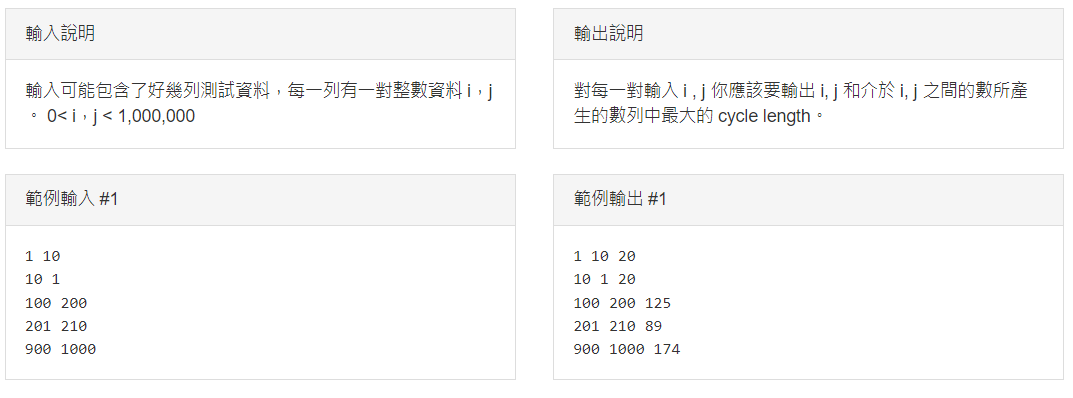 輸入說明
輸入可能包含了好幾列測試資料，每一列有一對整數資料 i，j
。 0< i，j < 1,000,000
輸出說明
對每一對輸入 i , j 你應該要輸出 i, j 和介於 i, j 之間的數所產
生的數列中最大的 cycle length。
範例輸入 #1
1 10
10 1
100 200
201 210
900 1000
範例輸出 #1
1 10 20
10 1 20
100 200 125
201 210 89
900 1000 174